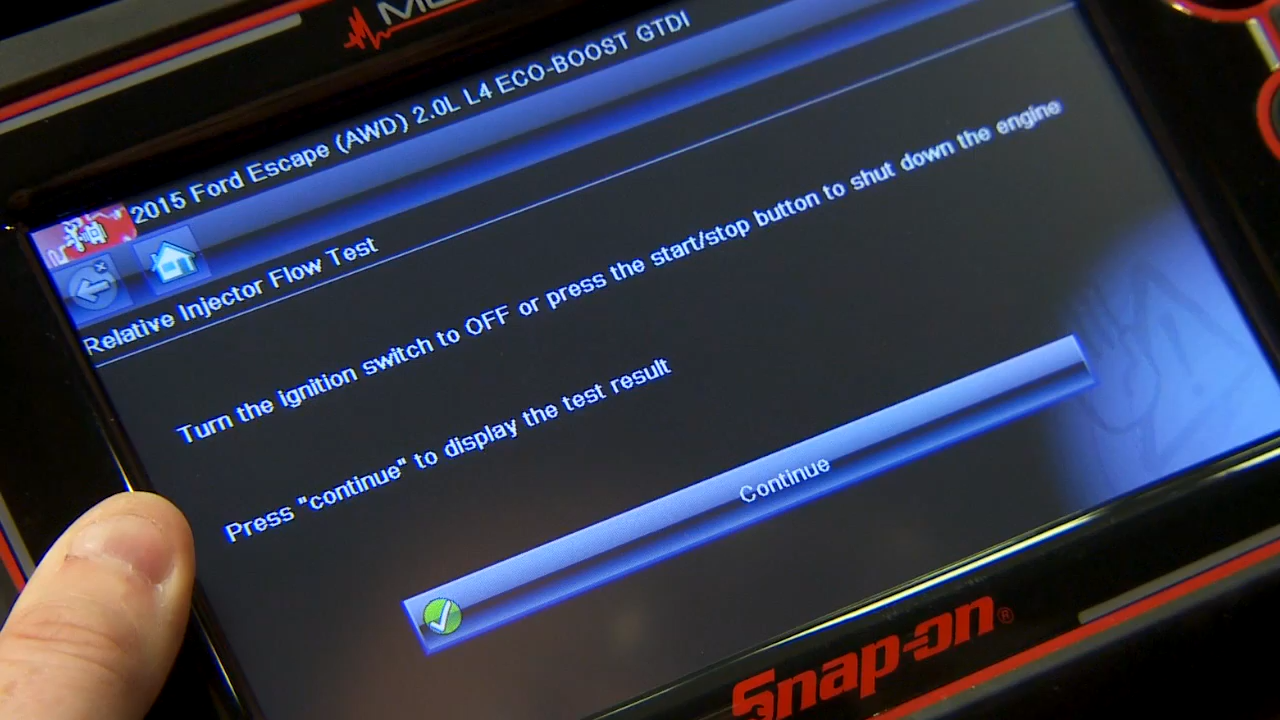 2015 Ford Escape (AWD) 2.0L L4 ECO-BOOST GTDI
Relative Injector Flow Test
Turn the ignition switch to OFF or press the start/stop button to shut down the engine
Press "continue" to display the test result
Continue
Snap-on®